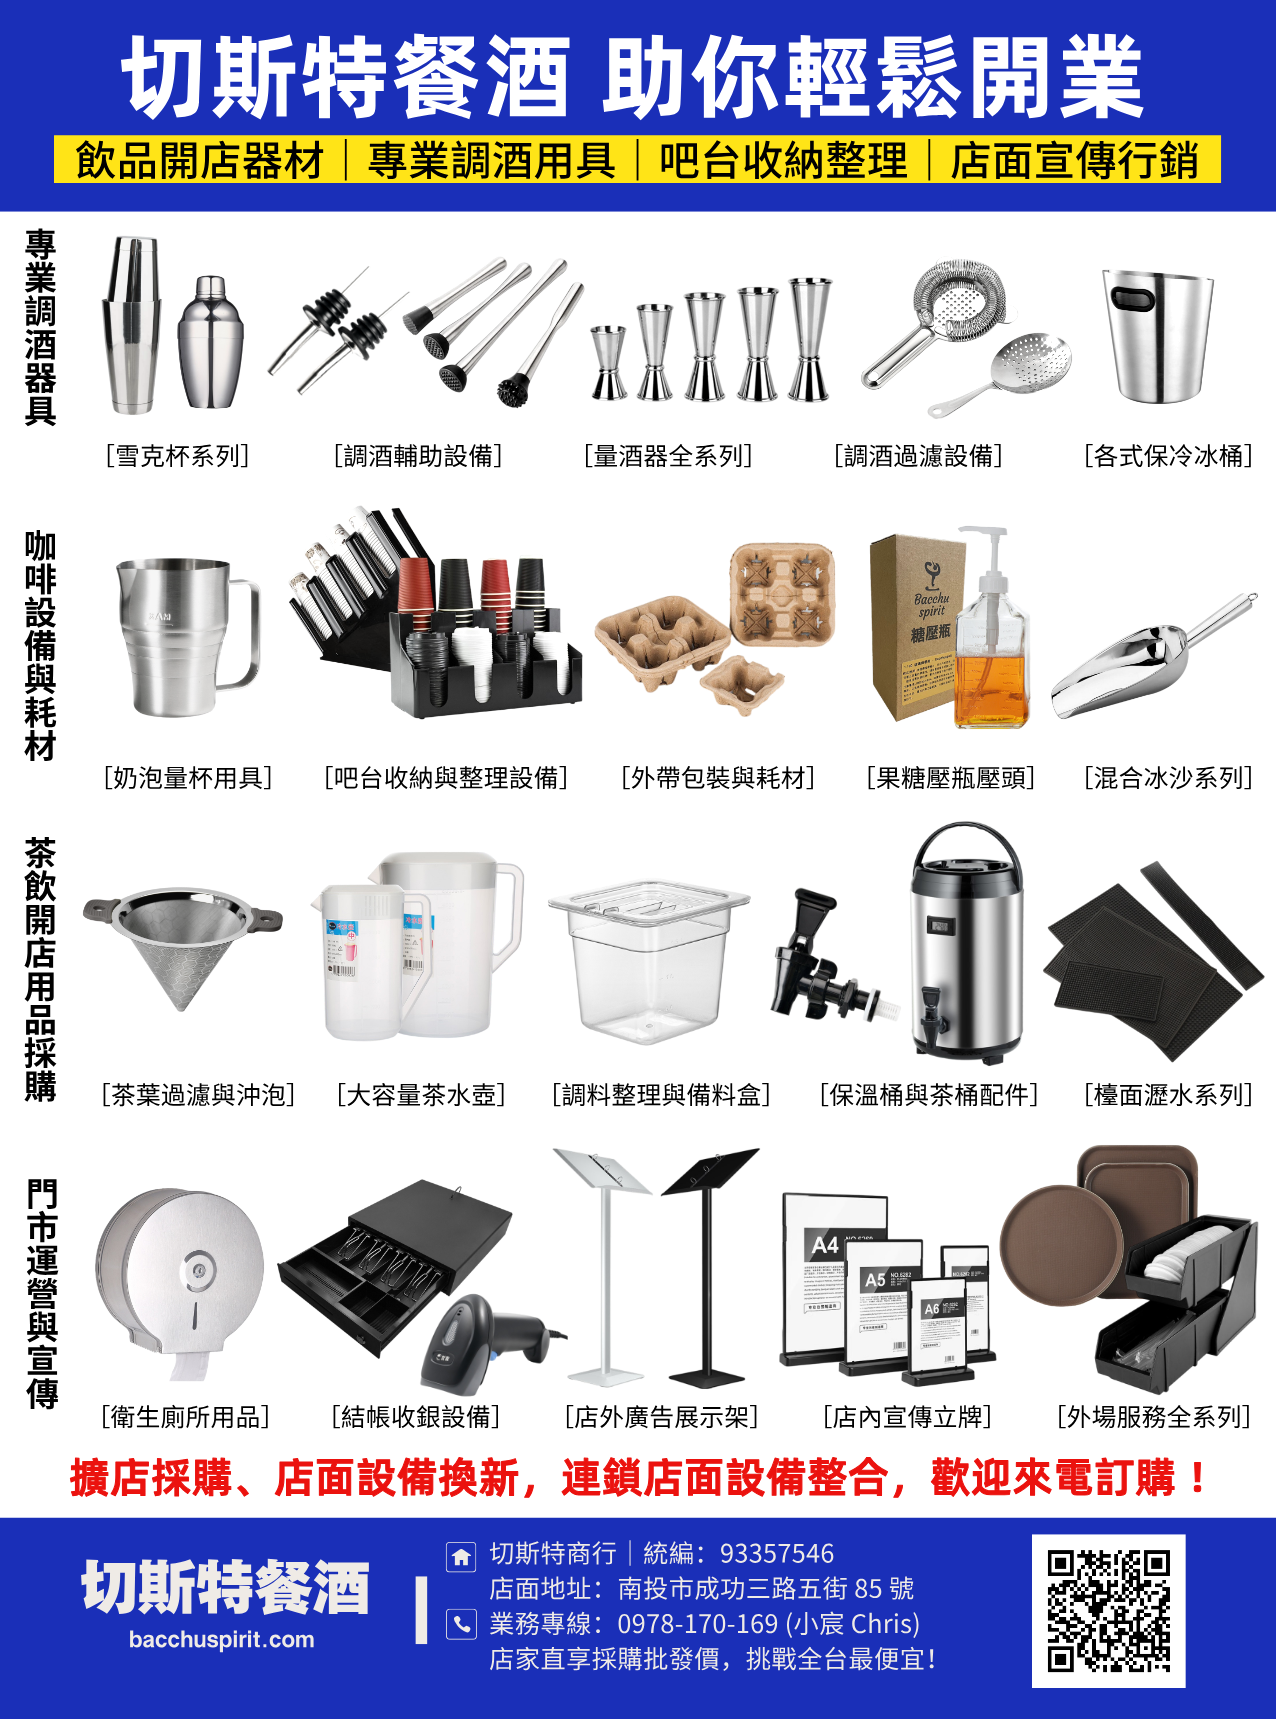 切斯特餐酒 助你輕鬆開業
飲品開店器材｜專業調酒用具｜吧台收納整理｜店面宣傳行銷
專業調酒器具
［雪克杯系列］
［調酒輔助設備］
［量酒器全系列］
［調酒過濾設備］
［各式保冷冰桶］
咖啡設備與耗材
Bacchu
spirit
糖壓瓶
［奶泡量杯用具］
［吧台收納與整理設備］
［外帶包裝與耗材］
［果糖壓瓶壓頭］
［混合冰沙系列］
茶飲開店用品採購
中
［茶葉過濾與沖泡］
［大容量茶水壺］
［調料整理與備料盒］
［保溫桶與茶桶配件］
［檯面瀝水系列］
門市運營與宣傳
A4
A5 NO.5262
A6 NO.5262
［衛生廁所用品］
［結帳收銀設備］
［店外廣告展示架］
［店內宣傳立牌］
［外場服務全系列］
擴店採購、店面設備換新，連鎖店面設備整合，歡迎來電訂購！
切斯特餐酒
bacchuspirit.com
切斯特商行｜統編：93357546
店面地址：南投市成功三路五街 85 號
業務專線：0978-170-169 (小宸 Chris)
店家直享採購批發價，挑戰全台最便宜！